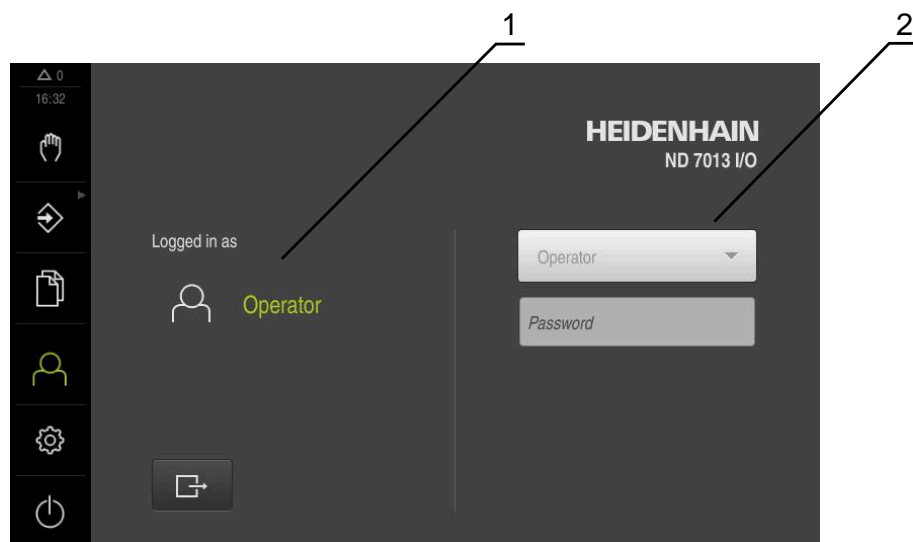 1
2
0
16:32
HEIDENHAIN
ND 7013 I/O
Logged in as
Operator
Operator
Password